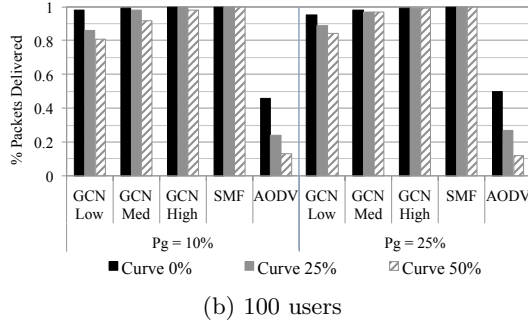 1
0.8
0.6
0.4
0.2
0
% Packets Delivered
GCN Low GCN Med GCN High SMF AODV GCN Low GCN Med GCN High SMF AODV
Pg = 10% Pg = 25%
Curve 0% Curve 25% Curve 50%
(b) 100 users